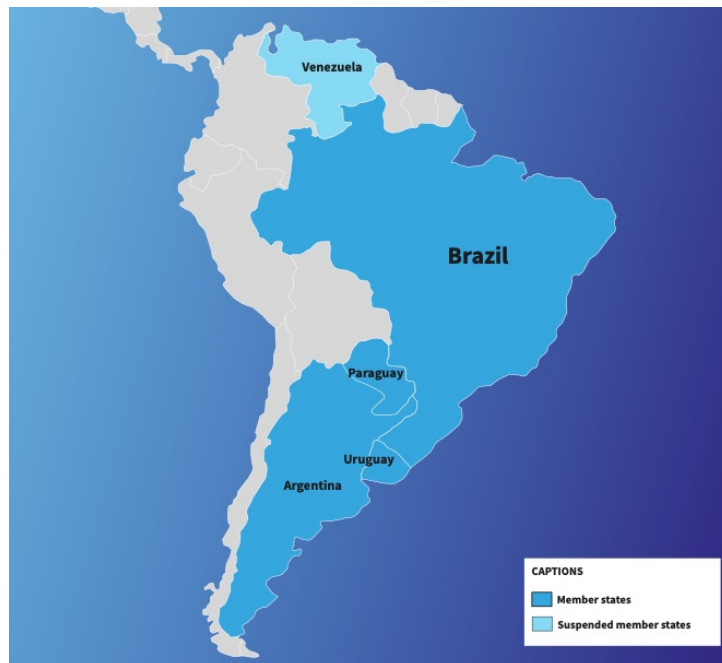 Venezuela
Brazil
Paraguay
Uruguay
Argentina
CAPTIONS
Member states
Suspended member states